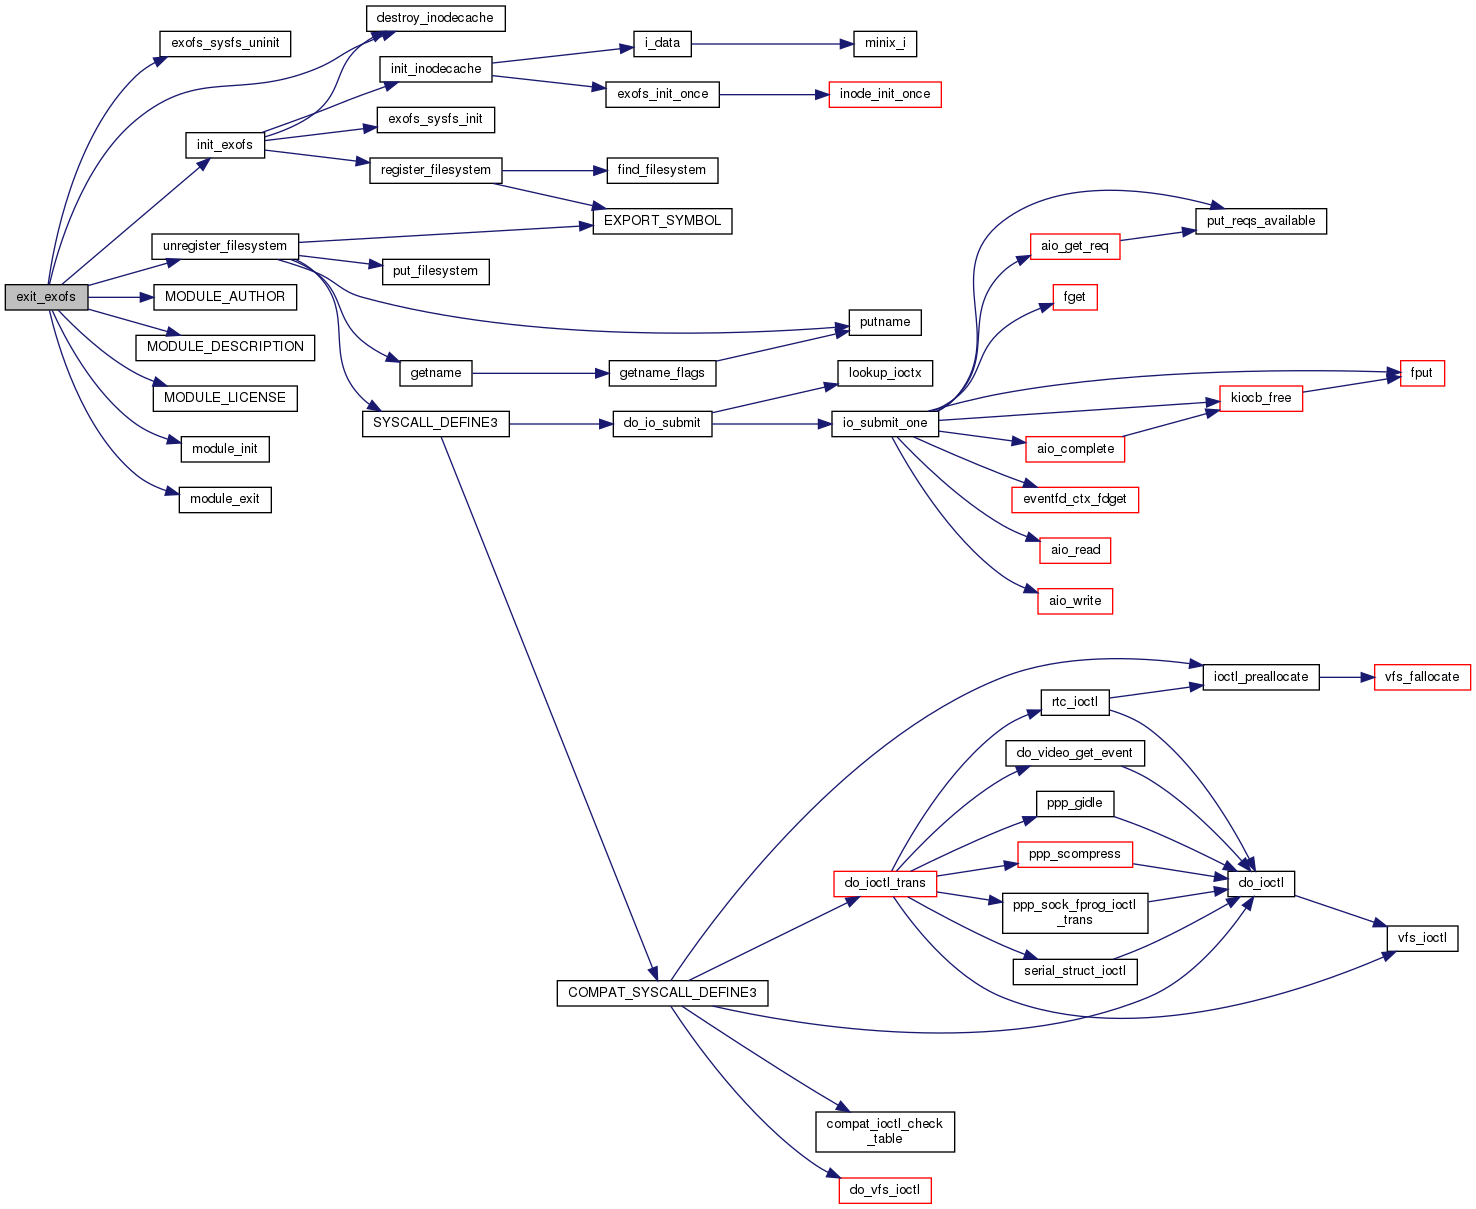 destroy_inodecache
exofs_sysfs_uninit
i_data
minix_i
init_inodecache
exofs_init_once
inode_init_once
exofs_sysfs_init
init_exofs
register_filesystem
find_filesystem
EXPORT_SYMBOL
put_reqs_available
unregister_filesystem
aio_get_req
put_filesystem
exit_exofs
MODULE_AUTHOR
fget
putname
MODULE_DESCRIPTION
getname
getname_flags
lookup_ioctx
fput
MODULE_LICENSE
kiocb_free
SYSCALL_DEFINE3
do_io_submit
io_submit_one
module_init
aio_complete
module_exit
eventfd_ctx_fdget
aio_read
aio_write
ioctl_preallocate
vfs_fallocate
rtc_ioctl
do_video_get_event
ppp_gidle
ppp_scompress
do_ioctl_trans
do_ioctl
ppp_sock_fprog_ioctl
_trans
vfs_ioctl
serial_struct_ioctl
COMPAT_SYSCALL_DEFINE3
compat_ioctl_check
_table
do_vfs_ioctl